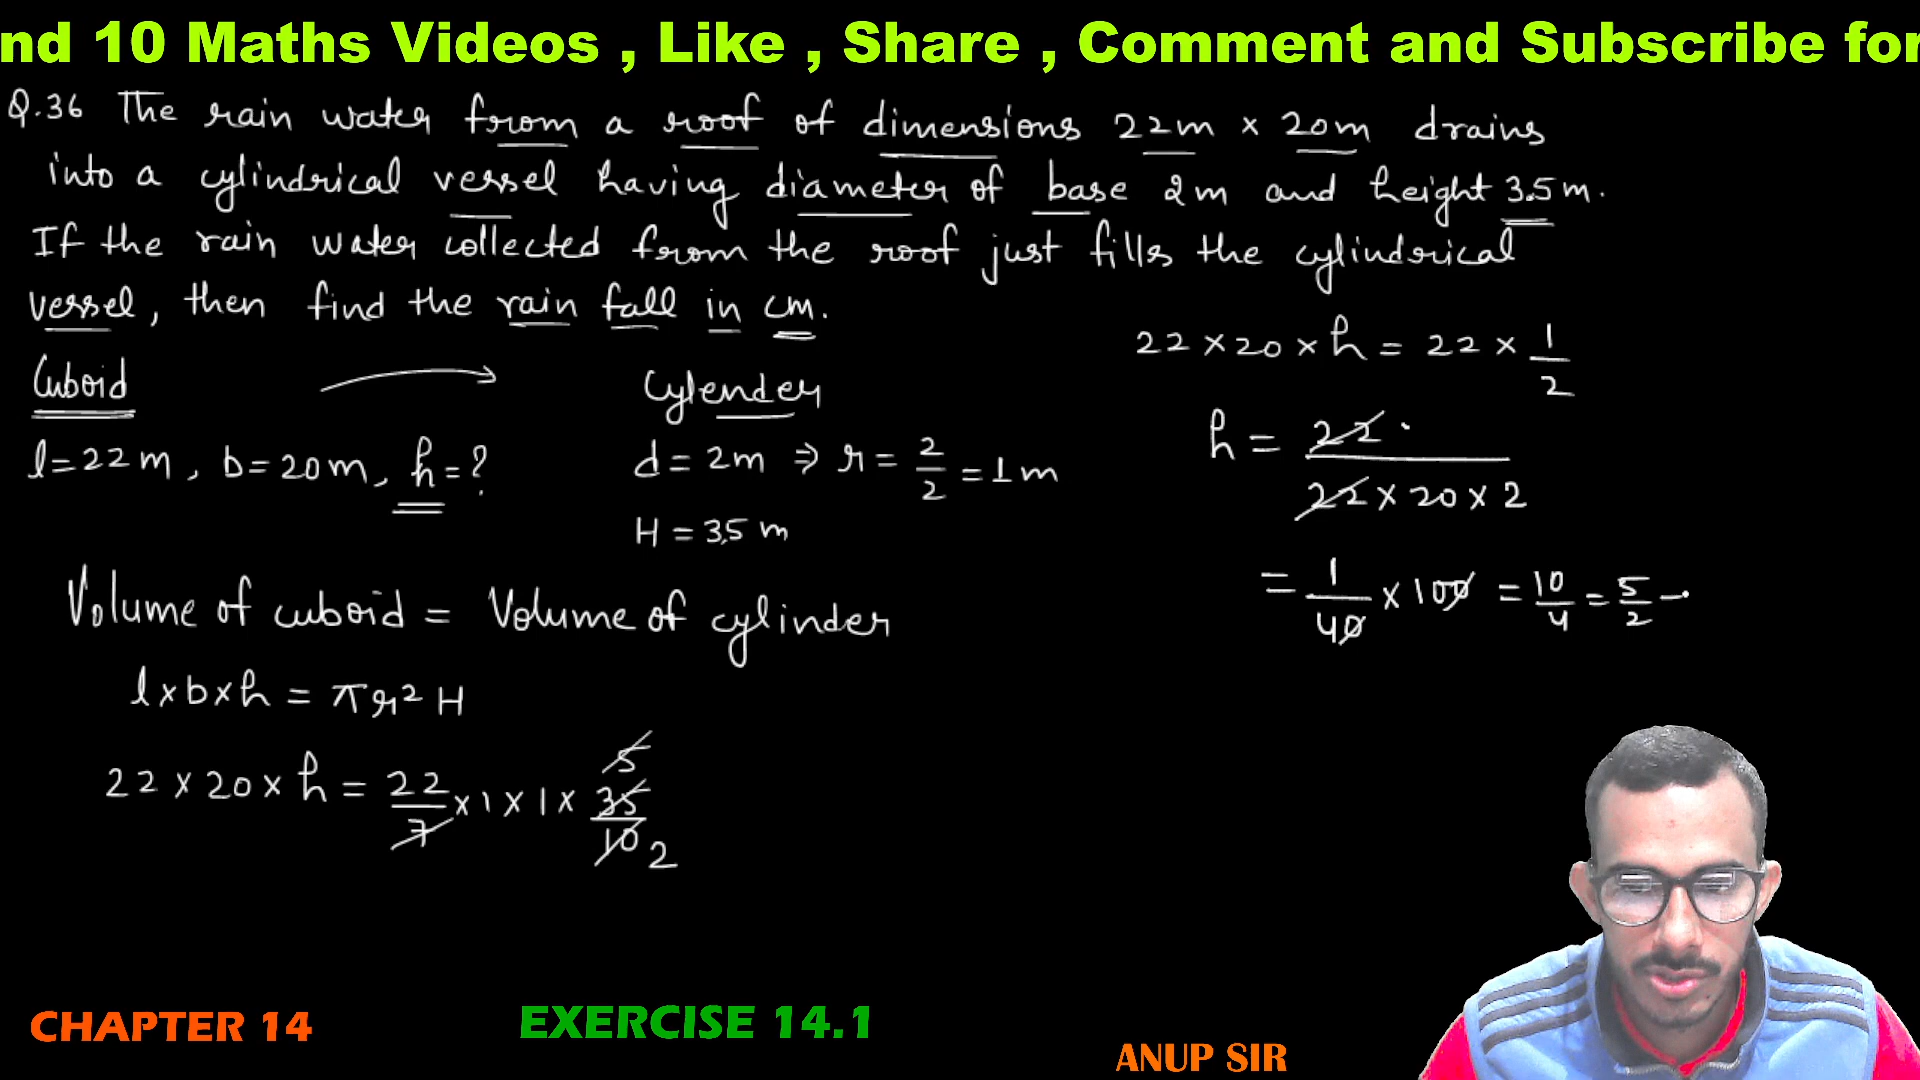 nd 10 Maths Videos , Like , Share , Comment and Subscribe for
Q.36 The rain water from a roof of dimensions 22m × 20m drains
into a cylindrical vessel having diameter of base 2m and height 3.5m.
If the rain water collected from the roof just fills the cylindrical
vessel, then find the rain fall in cm.
Cuboid → Cylender
l=22m, b=20m, h=?
d = 2m ⇒ r = 2/2 = 1m
H = 3.5 m
Volume of cuboid = Volume of cylinder
l×b×h = πr² H
22 × 20 × h = 22/7 × 1 × 1 × 35/10 5 2
22 × 20 × h = 22 × 1/2
h = 22 / 22 × 20 × 2
= 1/40 × 100 = 10/4 = 5/2 -
CHAPTER 14
EXERCISE 14.1
ANUP SIR